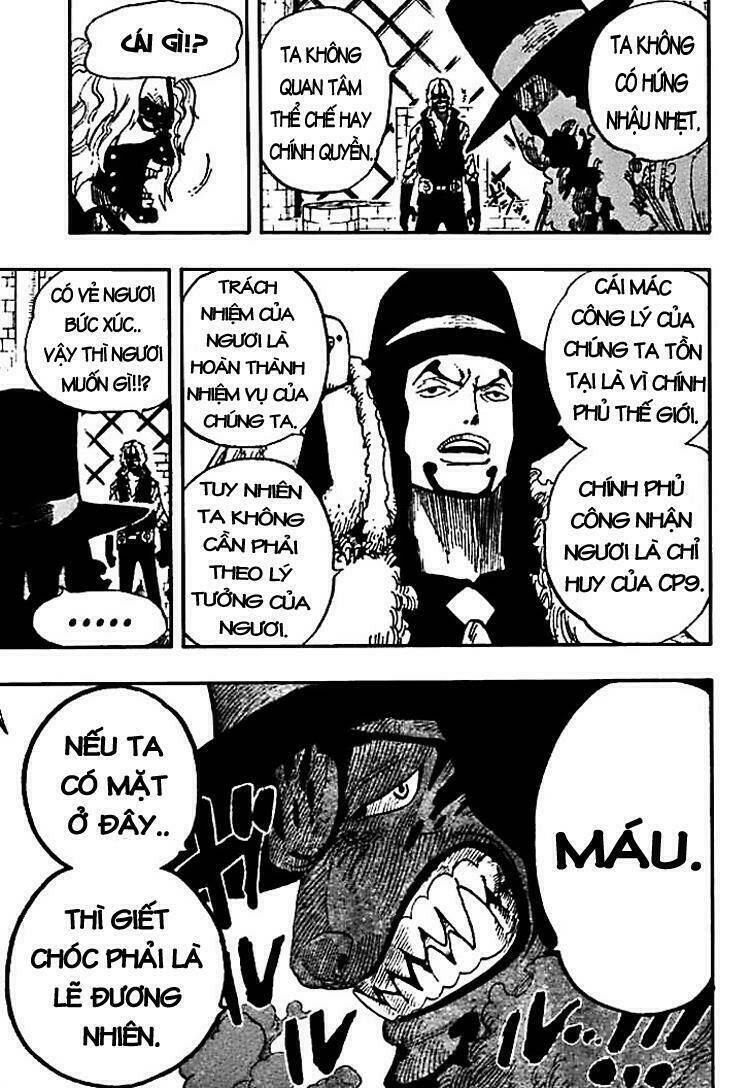 TA KHÔNG
CÓ HỨNG
NHẬU NHẸT.
TA KHÔNG
QUAN TÂM
THỂ CHẾ HAY
CHÍNH QUYỀN.
CÁI GÌ!?
CÁI MÁC
CÔNG LÝ CỦA
CHÚNG TA TỒN
TẠI LÀ VÌ CHÍNH
PHỦ THẾ GIỚI.
CHÍNH PHỦ
CÔNG NHẬN
NGƯƠI LÀ CHỈ
HUY CỦA CP9.
TRÁCH
NHIỆM CỦA
NGƯƠI LÀ
HOÀN THÀNH
NHIỆM VỤ CỦA
CHÚNG TA.
TUY NHIÊN
TA KHÔNG
CẦN PHẢI
THEO LÝ
TƯỞNG CỦA
NGƯƠI.
CÓ VẺ NGƯƠI
BỨC XÚC..
VẬY THÌ NGƯƠI
MUỐN GÌ!!?
.....
MÁU.
NẾU TA
CÓ MẶT
Ở ĐÂY..
THÌ GIẾT
CHÓC PHẢI LÀ
LẼ ĐƯƠNG
NHIÊN.